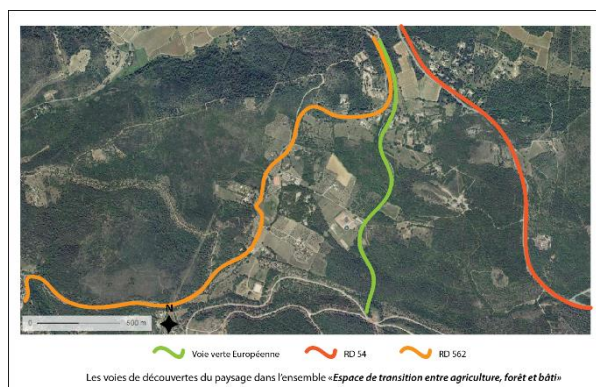 N
0 500 m
Voie verte Européenne RD 54 RD 562
Les voies de découvertes du paysage dans l'ensemble «Espace de transition entre agriculture, forêt et bâti»